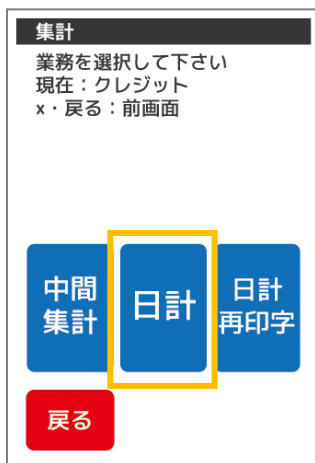 集計
業務を選択して下さい
現在：クレジット
x・戻る：前画面
中間
集計
日計
日計
再印字
戻る